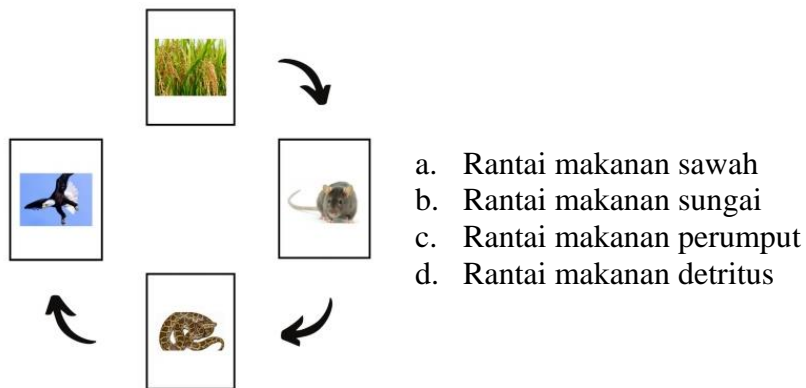 a. Rantai makanan sawah
b. Rantai makanan sungai
c. Rantai makanan perumput
d. Rantai makanan detritus